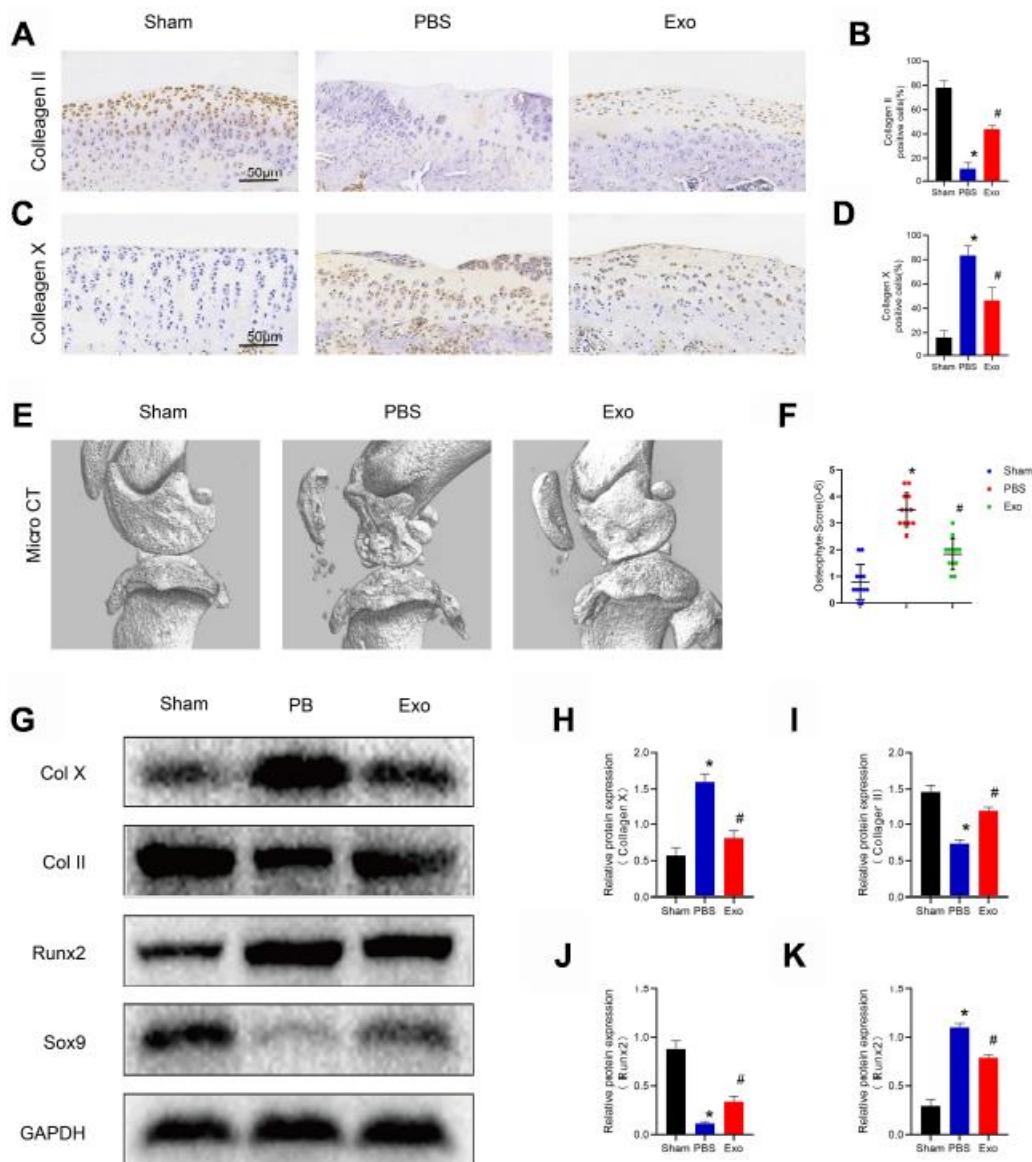 Sham PBS Exo
A
Colleagen II
50μm
B
Collagen II
positive cells(%)
100
80
60
40
20
0
*
#
Sham PBS Exo
C
Colleagen X
50μm
D
Collagen X
positive cells(%)
100
80
60
40
20
0
*
#
Sham PBS Exo
E
Sham PBS Exo
Micro CT
F
Osteophyte-Score(0-6)
5
4
3
2
1
0
*
#
Sham
PBS
Exo
G
Sham PB Exo
Col X
Col II
Runx2
Sox9
GAPDH
H
Relative protein expression
( Collagen X )
2.0
1.5
1.0
0.5
0.0
*
#
Sham PBS Exo
I
Relative protein expression
( Collager II )
2.0
1.5
1.0
0.5
0.0
*
#
Sham PBS Exo
J
Relative protein expression
( Runx2 )
1.5
1.0
0.5
0.0
*
#
Sham PBS Exo
K
Relative protein expression
( Runx2 )
1.5
1.0
0.5
0.0
*
#
Sham PBS Exo